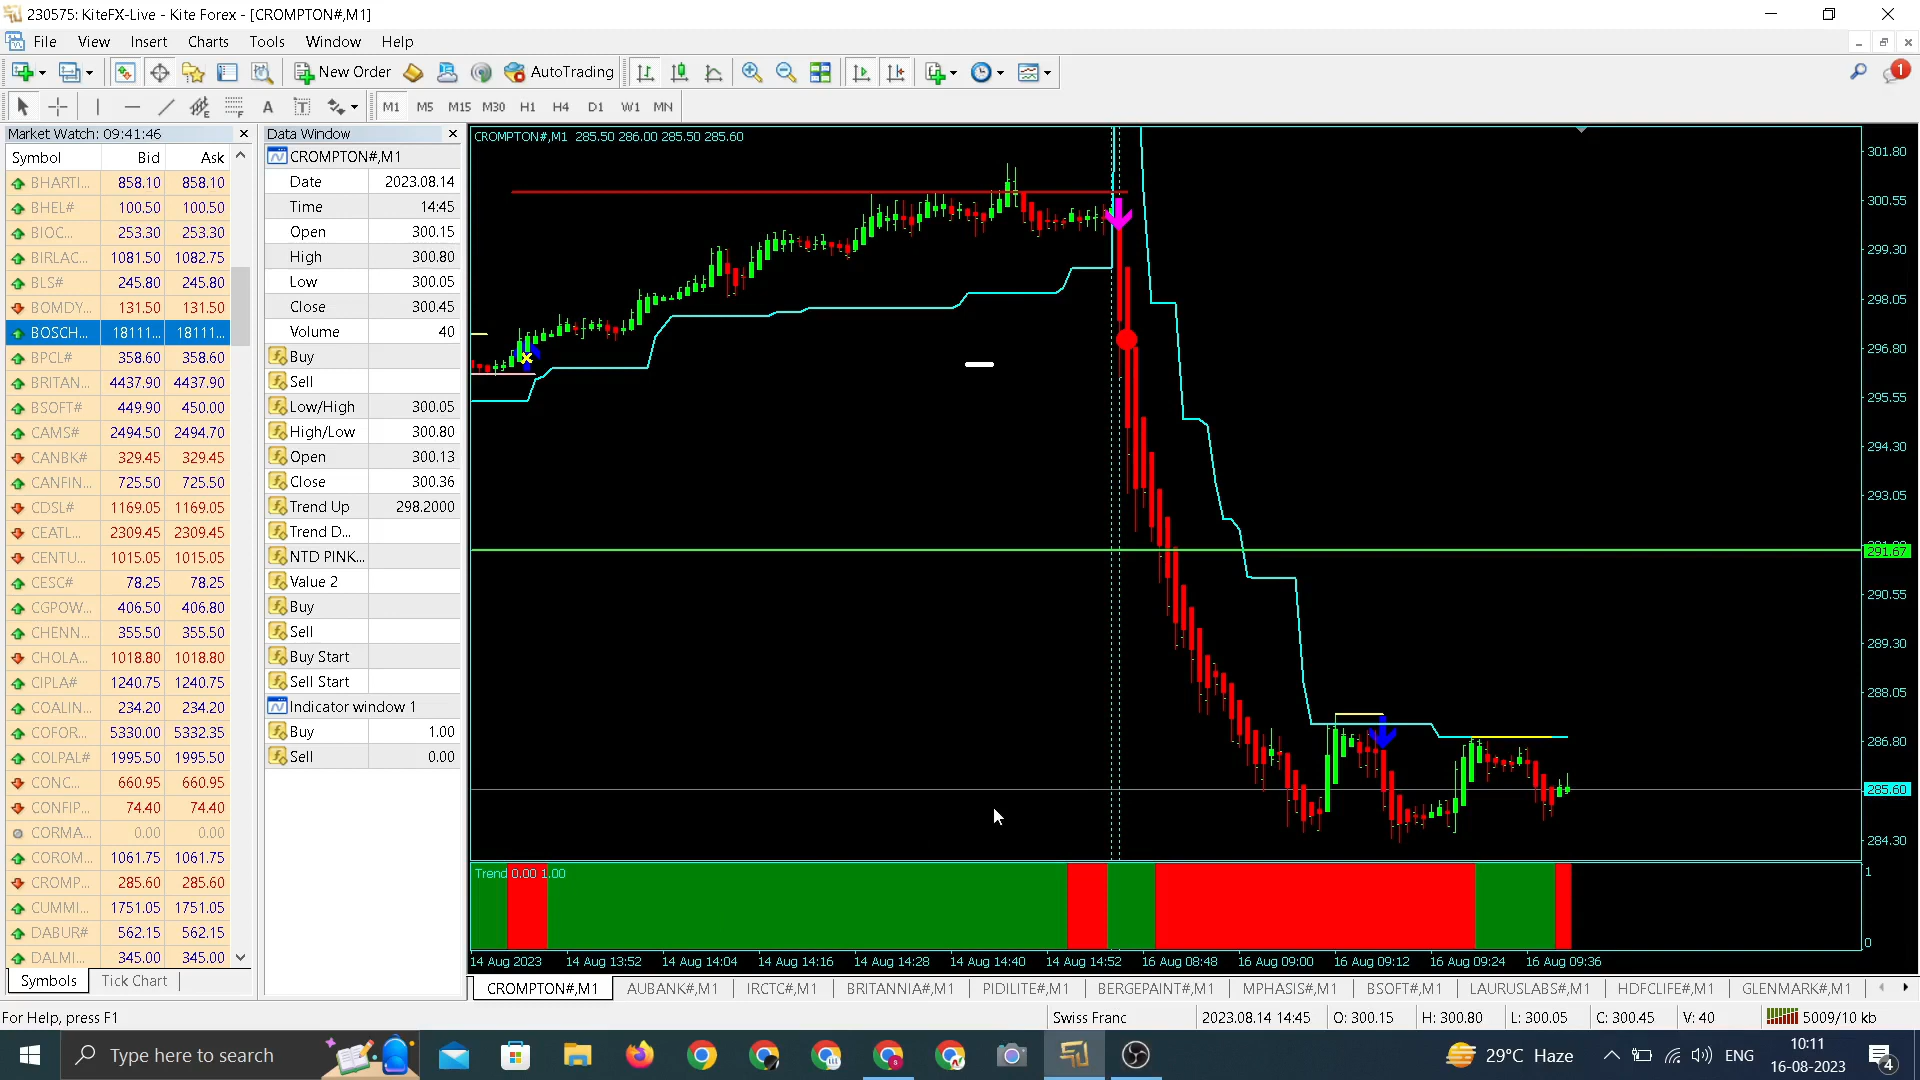 230575: KiteFX-Live - Kite Forex - [CROMPTON#,M1]
File View Insert Charts Tools Window Help
New Order AutoTrading 1
A T M1 M5 M15 M30 H1 H4 D1 W1 MN
Market Watch: 09:41:46
Symbol Bid Ask
BHARTI... 858.10 858.10
BHEL# 100.50 100.50
BIOC... 253.30 253.30
BIRLAC... 1081.50 1082.75
BLS# 245.80 245.80
BOMDY... 131.50 131.50
BOSCH... 18111... 18111...
BPCL# 358.60 358.60
BRITAN... 4437.90 4437.90
BSOFT# 449.90 450.00
CAMS# 2494.50 2494.70
CANBK# 329.45 329.45
CANFIN... 725.50 725.50
CDSL# 1169.05 1169.05
CEATL... 2309.45 2309.45
CENTU... 1015.05 1015.05
CESC# 78.25 78.25
CGPOW... 406.50 406.80
CHENN... 355.50 355.50
CHOLA... 1018.80 1018.80
CIPLA# 1240.75 1240.75
COALIN... 234.20 234.20
COFOR... 5330.00 5332.35
COLPAL# 1995.50 1995.50
CONC... 660.95 660.95
CONFIP... 74.40 74.40
CORMA... 0.00 0.00
COROM... 1061.75 1061.75
CROMP... 285.60 285.60
CUMMI... 1751.05 1751.05
DABUR# 562.15 562.15
DALMI... 345.00 345.00
Symbols Tick Chart
Data Window
CROMPTON#,M1
Date 2023.08.14
Time 14:45
Open 300.15
High 300.80
Low 300.05
Close 300.45
Volume 40
Buy
Sell
Low/High 300.05
High/Low 300.80
Open 300.13
Close 300.36
Trend Up 298.2000
Trend D...
NTD PINK...
Value 2
Buy
Sell
Buy Start
Sell Start
Indicator window 1
Buy 1.00
Sell 0.00
CROMPTON#,M1 285.50 286.00 285.50 285.60
301.80
300.55
299.30
298.05
296.80
295.55
294.30
293.05
291.67
290.55
289.30
288.05
286.80
285.60
284.30
Trend 0.00 1.00
1
0
14 Aug 2023 14 Aug 13:52 14 Aug 14:04 14 Aug 14:16 14 Aug 14:28 14 Aug 14:40 14 Aug 14:52 16 Aug 08:48 16 Aug 09:00 16 Aug 09:12 16 Aug 09:24 16 Aug 09:36
CROMPTON#,M1 AUBANK#,M1 IRCTC#,M1 BRITANNIA#,M1 PIDILITE#,M1 BERGEPAINT#,M1 MPHASIS#,M1 BSOFT#,M1 LAURUSLABS#,M1 HDFCLIFE#,M1 GLENMARK#,M1
For Help, press F1 Swiss Franc 2023.08.14 14:45 O: 300.15 H: 300.80 L: 300.05 C: 300.45 V: 40 5009/10 kb
Type here to search 29°C Haze ENG 10:11
16-08-2023 4